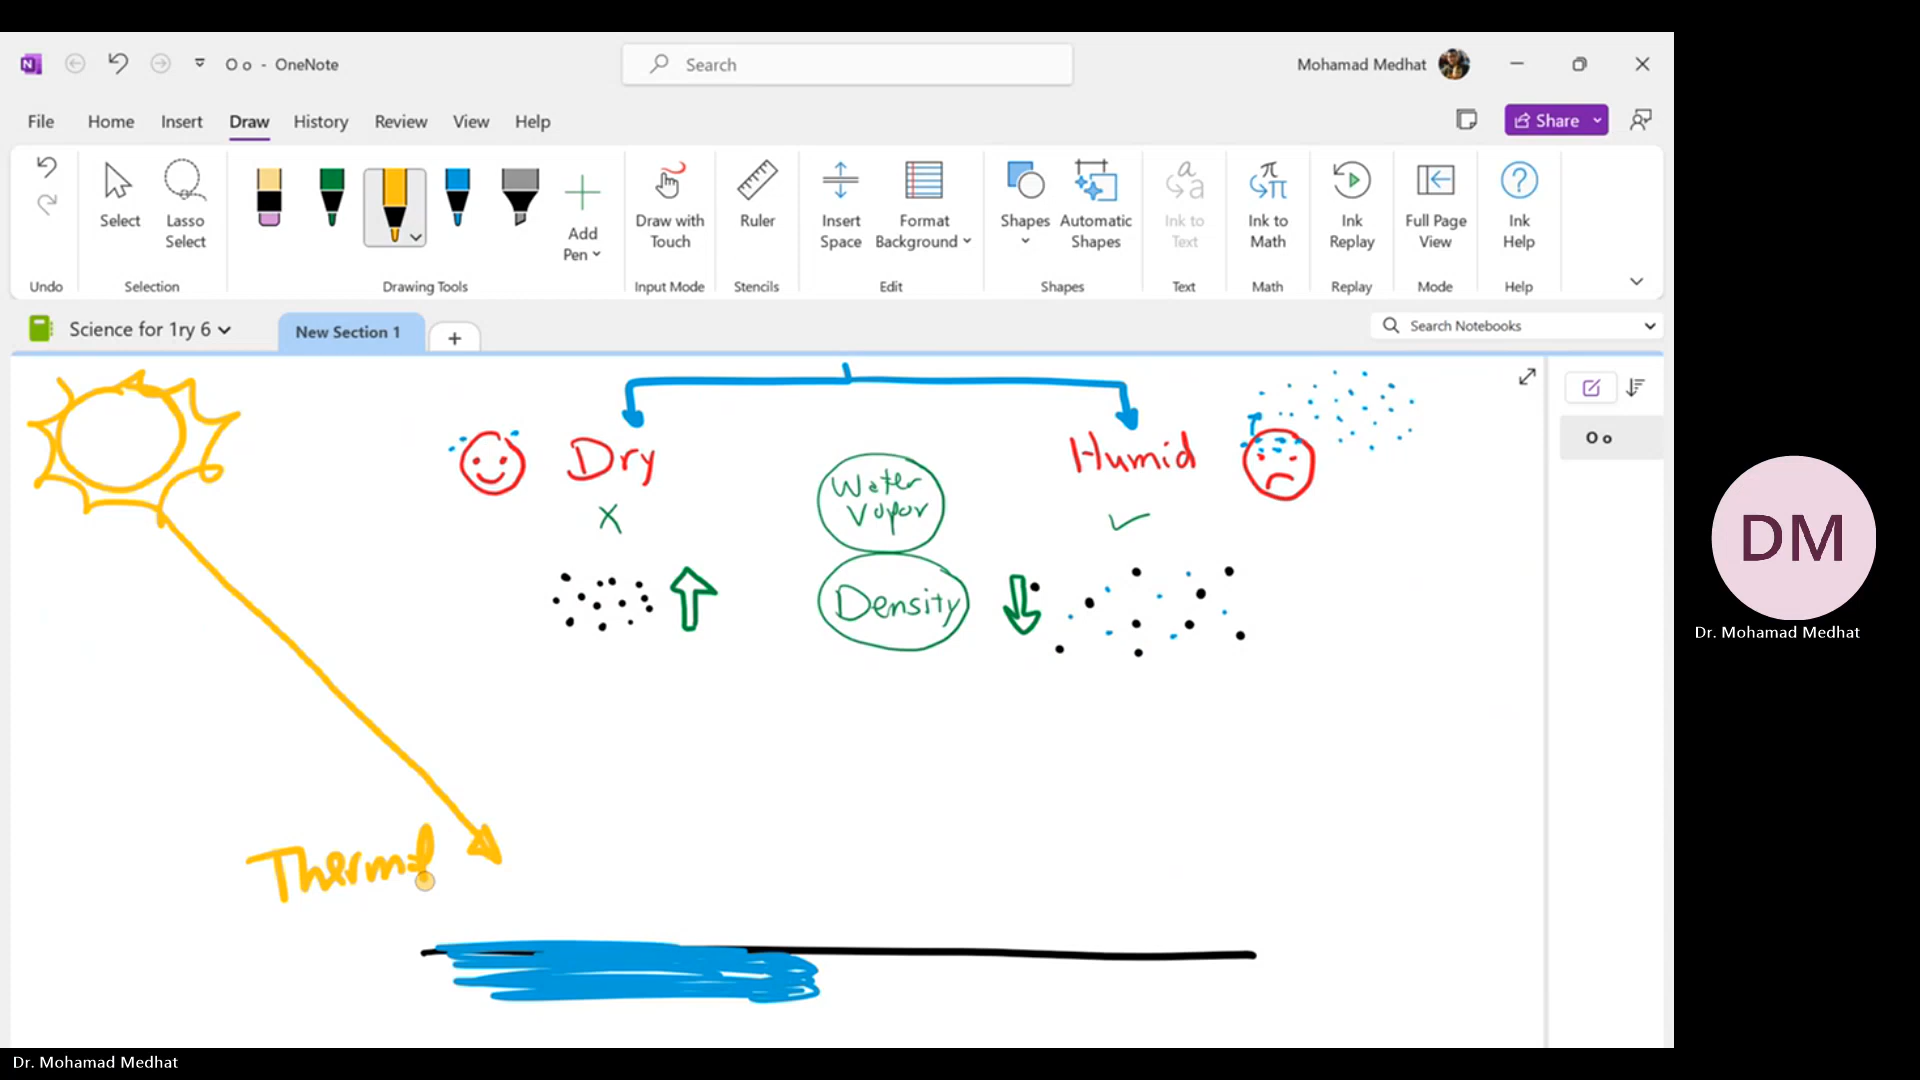 O o - OneNote
Search
Mohamad Medhat
File Home Insert Draw History Review View Help
Share
Select
Lasso
Select
Add
Pen
Draw with
Touch
Ruler
Insert
Space
Format
Background
Shapes
Automatic
Shapes
Ink to
Text
Ink to
Math
Ink
Replay
Full Page
View
Ink
Help
Undo Selection Drawing Tools Input Mode Stencils Edit Shapes Text Math Replay Mode Help
Science for 1ry 6
New Section 1
Search Notebooks
O o
Dry
Humid
Water
Vapor
X
Density
Thermal
DM
Dr. Mohamad Medhat
Dr. Mohamad Medhat